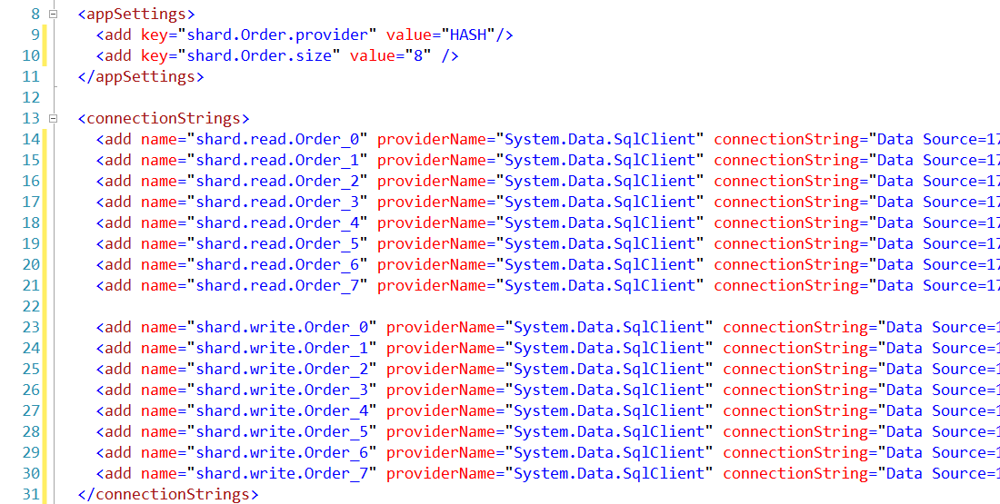 8 <appSettings>
9 <add key="shard.Order.provider" value="HASH"/>
10 <add key="shard.Order.size" value="8" />
11 </appSettings>
12
13 <connectionStrings>
14 <add name="shard.read.Order_0" providerName="System.Data.SqlClient" connectionString="Data Source=17
15 <add name="shard.read.Order_1" providerName="System.Data.SqlClient" connectionString="Data Source=17
16 <add name="shard.read.Order_2" providerName="System.Data.SqlClient" connectionString="Data Source=17
17 <add name="shard.read.Order_3" providerName="System.Data.SqlClient" connectionString="Data Source=17
18 <add name="shard.read.Order_4" providerName="System.Data.SqlClient" connectionString="Data Source=17
19 <add name="shard.read.Order_5" providerName="System.Data.SqlClient" connectionString="Data Source=17
20 <add name="shard.read.Order_6" providerName="System.Data.SqlClient" connectionString="Data Source=17
21 <add name="shard.read.Order_7" providerName="System.Data.SqlClient" connectionString="Data Source=17
22
23 <add name="shard.write.Order_0" providerName="System.Data.SqlClient" connectionString="Data Source=1
24 <add name="shard.write.Order_1" providerName="System.Data.SqlClient" connectionString="Data Source=1
25 <add name="shard.write.Order_2" providerName="System.Data.SqlClient" connectionString="Data Source=1
26 <add name="shard.write.Order_3" providerName="System.Data.SqlClient" connectionString="Data Source=1
27 <add name="shard.write.Order_4" providerName="System.Data.SqlClient" connectionString="Data Source=1
28 <add name="shard.write.Order_5" providerName="System.Data.SqlClient" connectionString="Data Source=1
29 <add name="shard.write.Order_6" providerName="System.Data.SqlClient" connectionString="Data Source=1
30 <add name="shard.write.Order_7" providerName="System.Data.SqlClient" connectionString="Data Source=1
31 </connectionStrings>